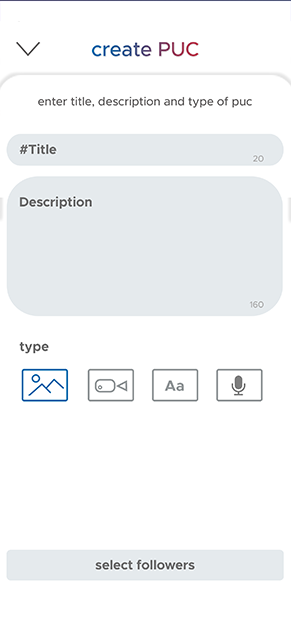 create PUC
enter title, description and type of puc
#Title
20
Description
160
type
Aa
select followers